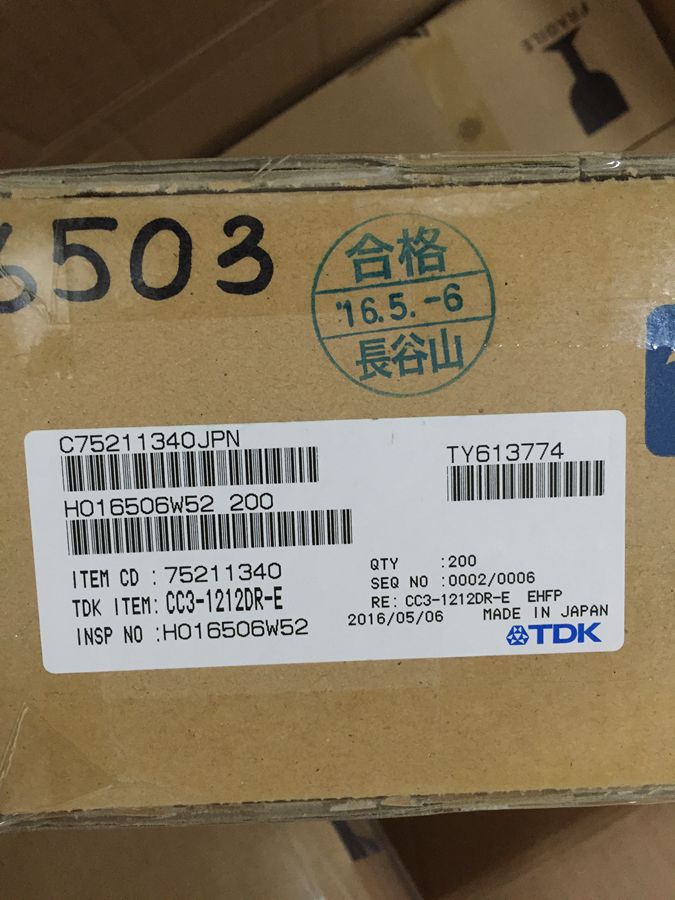 FRAGILE
6503
合格
'16.5.-6
長谷山
C75211340JPN
TY613774
H016506W52 200
ITEM CD : 75211340
QTY :200
TDK ITEM: CC3-1212DR-E
SEQ NO :0002/0006
RE: CC3-1212DR-E EHFP
INSP NO :H016506W52
2016/05/06 MADE IN JAPAN
TDK